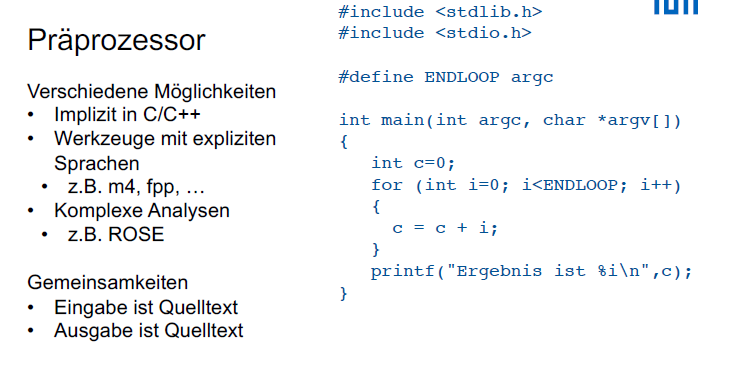 Präprozessor
Verschiedene Möglichkeiten
• Implizit in C/C++
• Werkzeuge mit expliziten
Sprachen
• z.B. m4, fpp, …
• Komplexe Analysen
• z.B. ROSE
Gemeinsamkeiten
• Eingabe ist Quelltext
• Ausgabe ist Quelltext
#include <stdlib.h>
#include <stdio.h>
#define ENDLOOP argc
int main(int argc, char *argv[])
{
int c=0;
for (int i=0; i<ENDLOOP; i++)
{
c = c + i;
}
printf("Ergebnis ist %i\n",c);
}